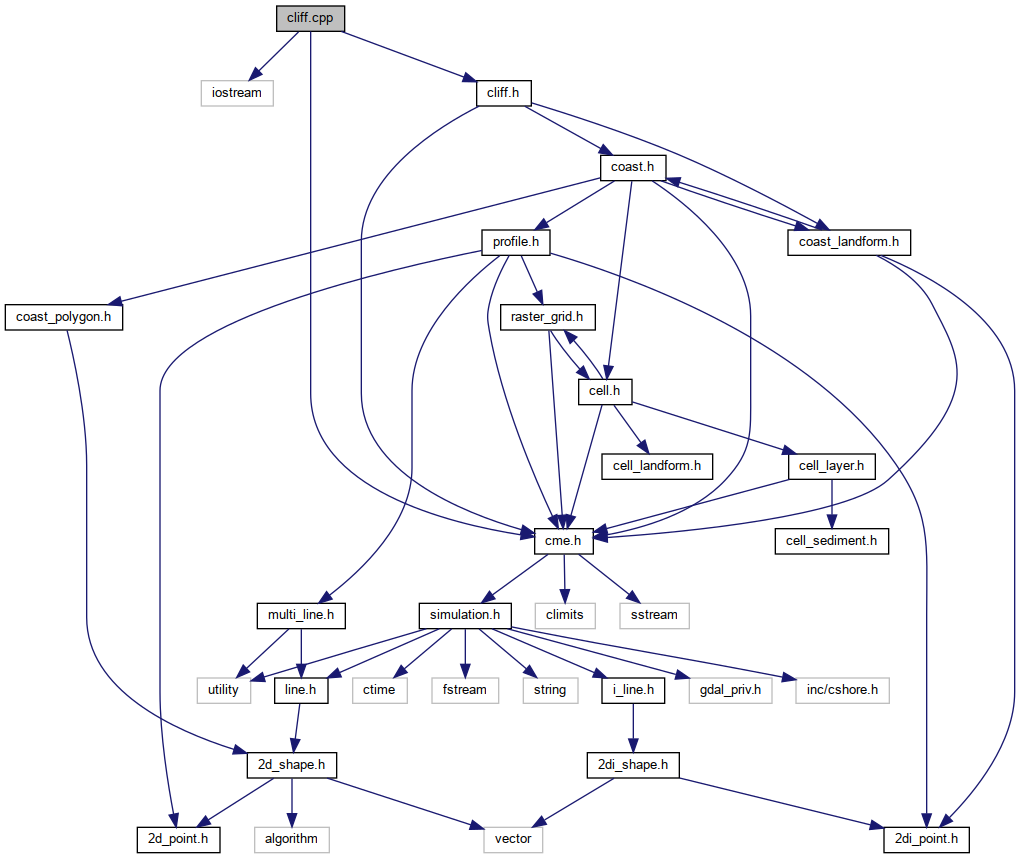 cliff.cpp
iostream
cliff.h
coast.h
profile.h
coast_landform.h
coast_polygon.h
raster_grid.h
cell.h
cell_landform.h
cell_layer.h
cme.h
cell_sediment.h
multi_line.h
simulation.h
climits
sstream
utility
line.h
ctime
fstream
string
i_line.h
gdal_priv.h
inc/cshore.h
2d_shape.h
2di_shape.h
2d_point.h
algorithm
vector
2di_point.h